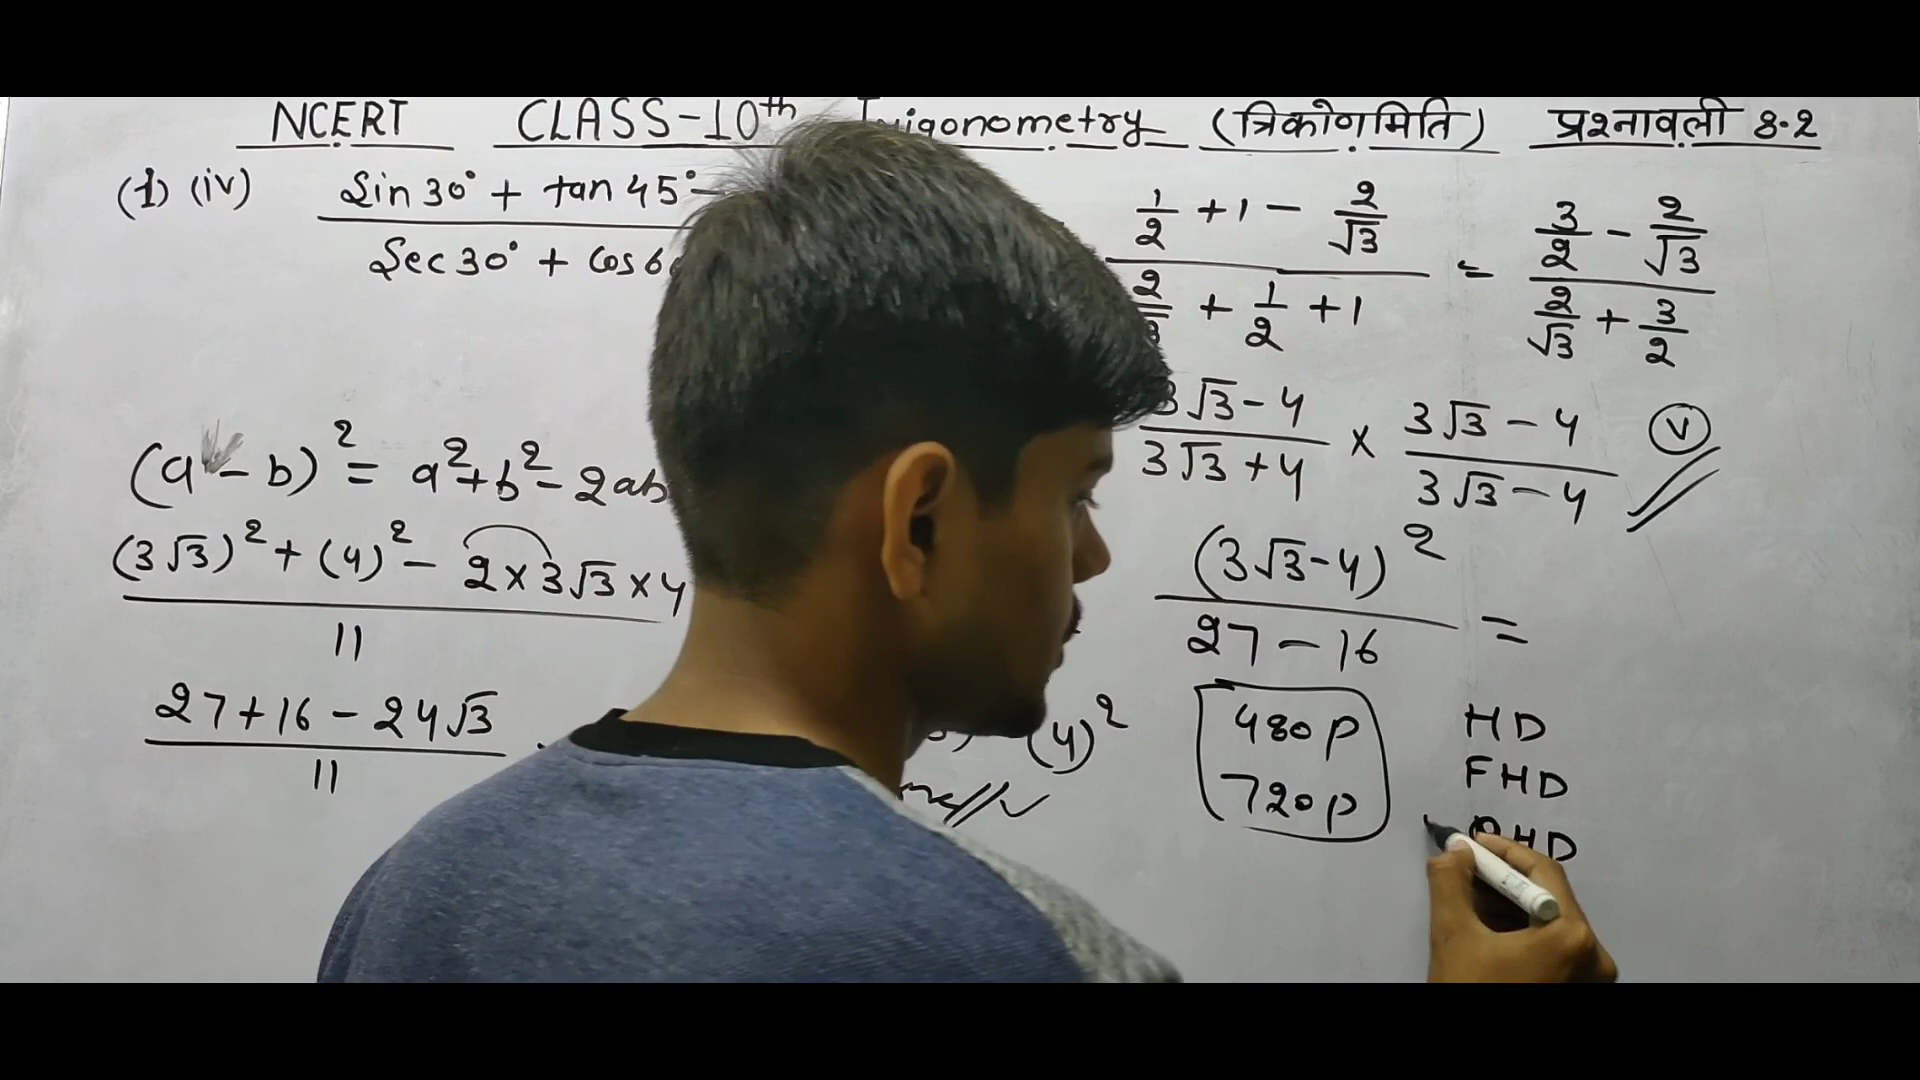 NCERT CLASS-10th Trigonometry (त्रिकोणमिति) प्रश्नावली 8.2
(1) (iv) Sin 30° + tan 45° -
Sec 30° + cos 6
1/2 + 1 - 2/√3 = 3/2 - 2/√3
2/ + 1/2 + 1
2/√3 + 3/2
3√3 - 4 × 3√3 - 4 (V)
3√3 + 4 3√3 - 4
(a - b)² = a² + b² - 2ab
(3√3)² + (4)² - 2 × 3√3 × 4
11
(3√3 - 4)² =
27 - 16
27 + 16 - 24√3
11
(4)²
480p
720p
HD
FHD
QHD